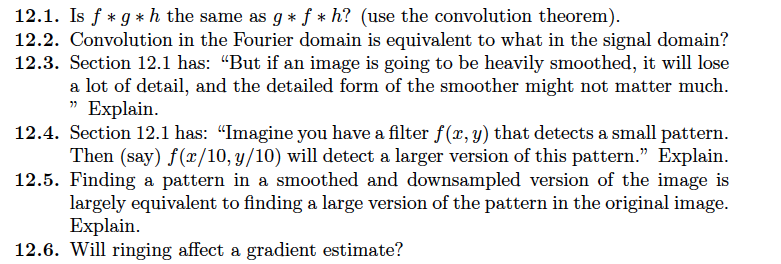 12.1. Is f ∗ g ∗ h the same as g ∗ f ∗ h? (use the convolution theorem).
12.2. Convolution in the Fourier domain is equivalent to what in the signal domain?
12.3. Section 12.1 has: “But if an image is going to be heavily smoothed, it will lose
a lot of detail, and the detailed form of the smoother might not matter much.
” Explain.
12.4. Section 12.1 has: “Imagine you have a filter f(x, y) that detects a small pattern.
Then (say) f(x/10, y/10) will detect a larger version of this pattern.” Explain.
12.5. Finding a pattern in a smoothed and downsampled version of the image is
largely equivalent to finding a large version of the pattern in the original image.
Explain.
12.6. Will ringing affect a gradient estimate?